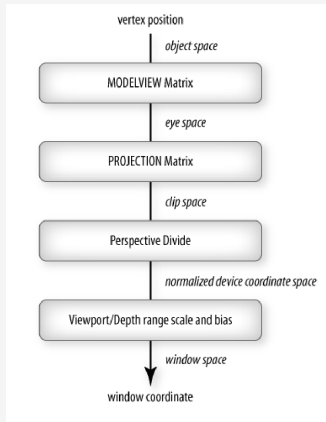 vertex position
object space
MODELVIEW Matrix
eye space
PROJECTION Matrix
clip space
Perspective Divide
normalized device coordinate space
Viewport/Depth range scale and bias
window space
window coordinate